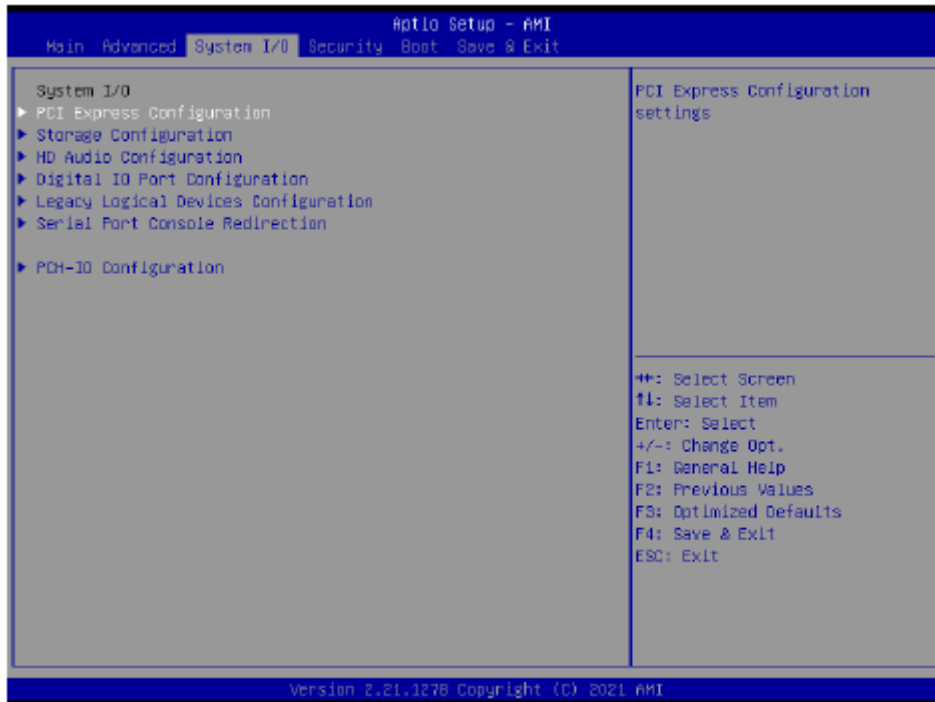 Aptio Setup - AMI
Main Advanced System I/O Security Boot Save & Exit
System I/O
PCI Express Configuration
Storage Configuration
HD Audio Configuration
Digital IO Port Configuration
Legacy Logical Devices Configuration
Serial Port Console Redirection
PCH-IO Configuration
PCI Express Configuration
settings
→←: Select Screen
↑↓: Select Item
Enter: Select
+/-: Change Opt.
F1: General Help
F2: Previous Values
F3: Optimized Defaults
F4: Save & Exit
ESC: Exit
Version 2.21.1278 Copyright (C) 2021 AMI